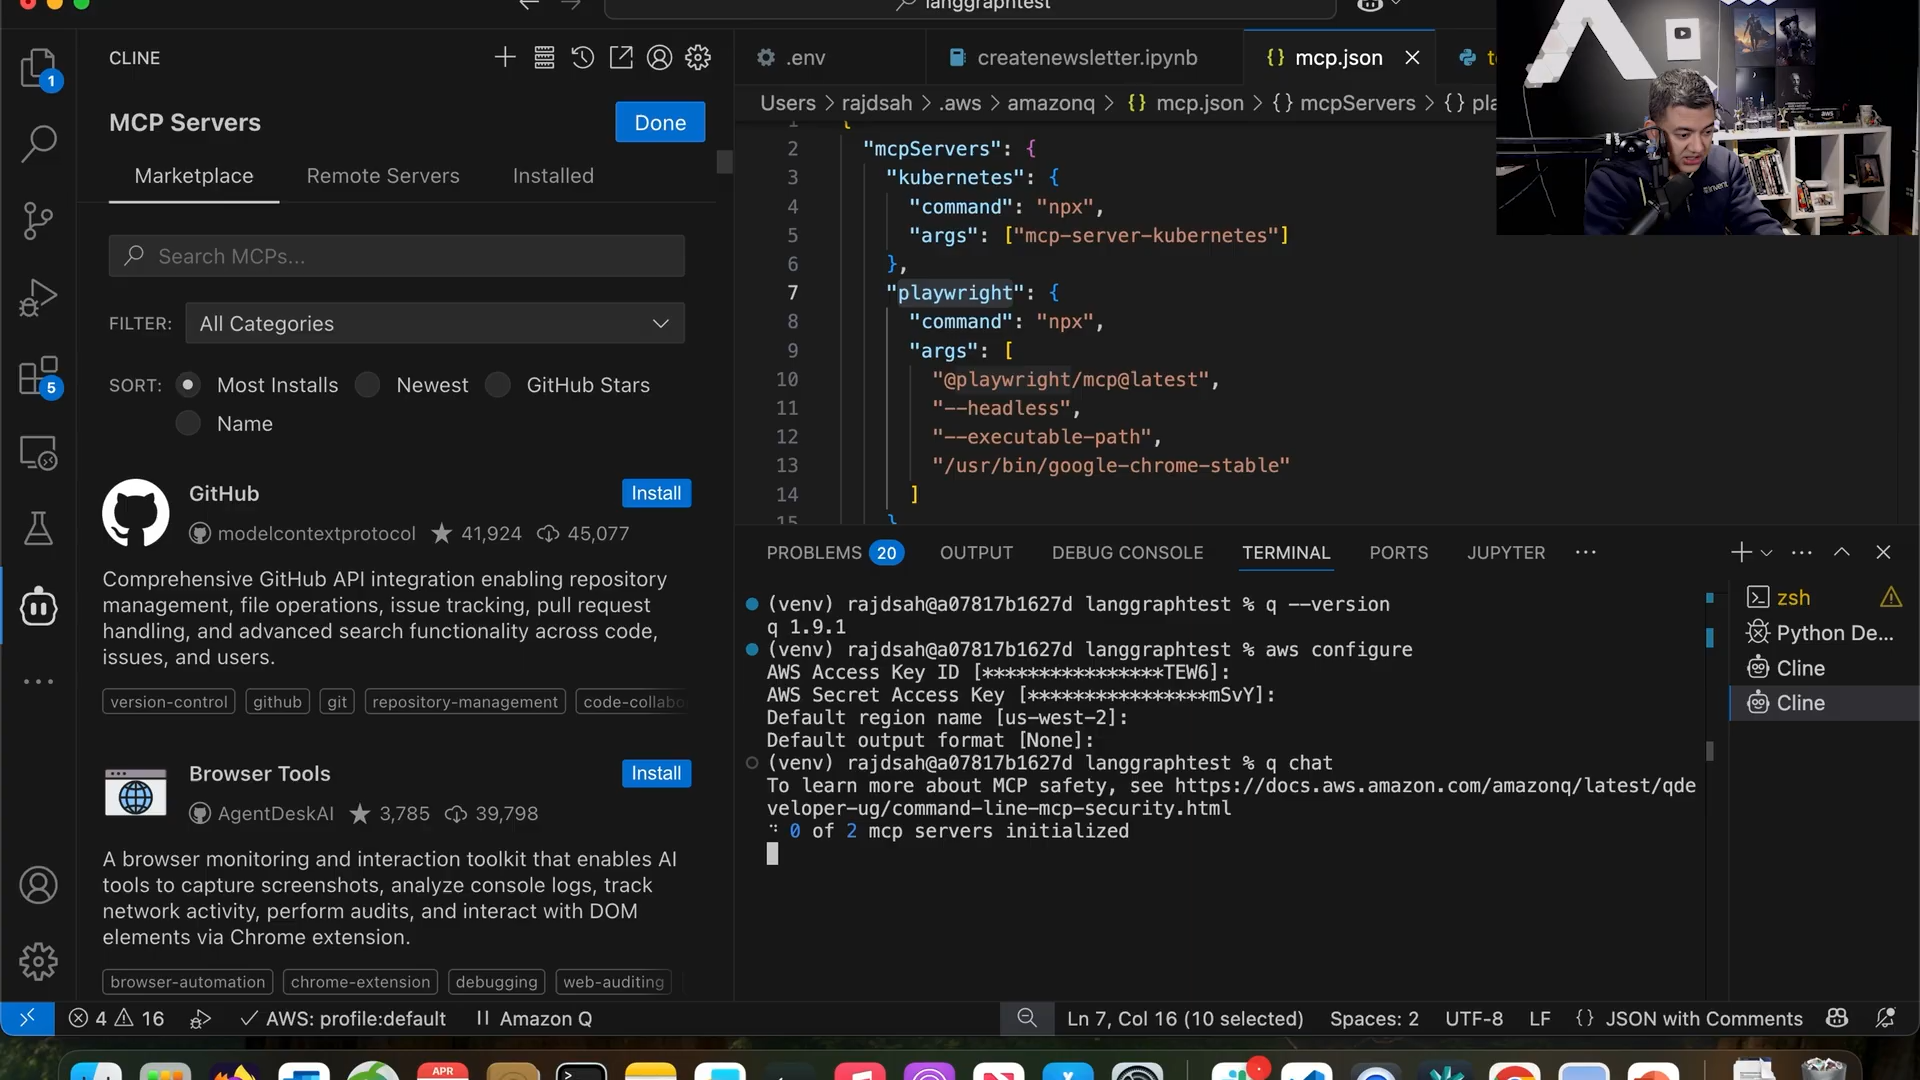 langgraphtest
CLINE
MCP Servers
Done
Marketplace
Remote Servers
Installed
Search MCPs...
FILTER:
All Categories
SORT:
Most Installs
Newest
GitHub Stars
Name
GitHub
Install
modelcontextprotocol
41,924
45,077
Comprehensive GitHub API integration enabling repository
management, file operations, issue tracking, pull request
handling, and advanced search functionality across code,
issues, and users.
version-control
github
git
repository-management
code-collabo
Browser Tools
Install
AgentDeskAI
3,785
39,798
A browser monitoring and interaction toolkit that enables AI
tools to capture screenshots, analyze console logs, track
network activity, perform audits, and interact with DOM
elements via Chrome extension.
browser-automation
chrome-extension
debugging
web-auditing
1
5
.env
createnewsletter.ipynb
{} mcp.json
Users > rajdsah > .aws > amazonq > {} mcp.json > {} mcpServers > {} pla
1 {
2 "mcpServers": {
3 "kubernetes": {
4 "command": "npx",
5 "args": ["mcp-server-kubernetes"]
6 },
7 "playwright": {
8 "command": "npx",
9 "args": [
10 "@playwright/mcp@latest",
11 "--headless",
12 "--executable-path",
13 "/usr/bin/google-chrome-stable"
14 ]
15 }
PROBLEMS 20
OUTPUT
DEBUG CONSOLE
TERMINAL
PORTS
JUPYTER
(venv) rajdsah@a07817b1627d langgraphtest % q --version
q 1.9.1
(venv) rajdsah@a07817b1627d langgraphtest % aws configure
AWS Access Key ID [****************TEW6]:
AWS Secret Access Key [****************mSvY]:
Default region name [us-west-2]:
Default output format [None]:
(venv) rajdsah@a07817b1627d langgraphtest % q chat
To learn more about MCP safety, see https://docs.aws.amazon.com/amazonq/latest/qde
veloper-ug/command-line-mcp-security.html
0 of 2 mcp servers initialized
zsh
Python De...
Cline
Cline
4
16
AWS: profile:default
Amazon Q
Ln 7, Col 16 (10 selected)
Spaces: 2
UTF-8
LF
{} JSON with Comments
APR